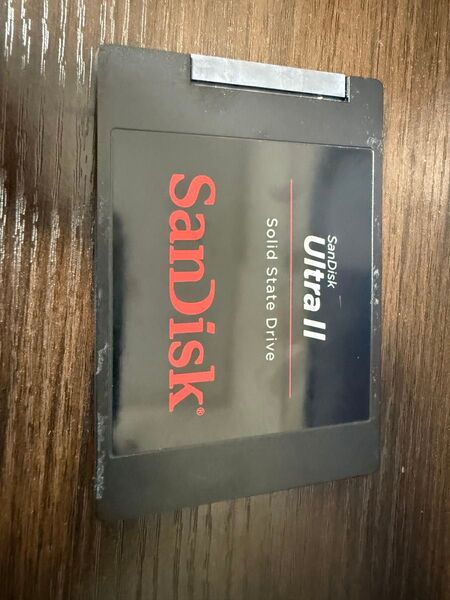 SanDisk
Ultra II
Solid State Drive
SanDisk®